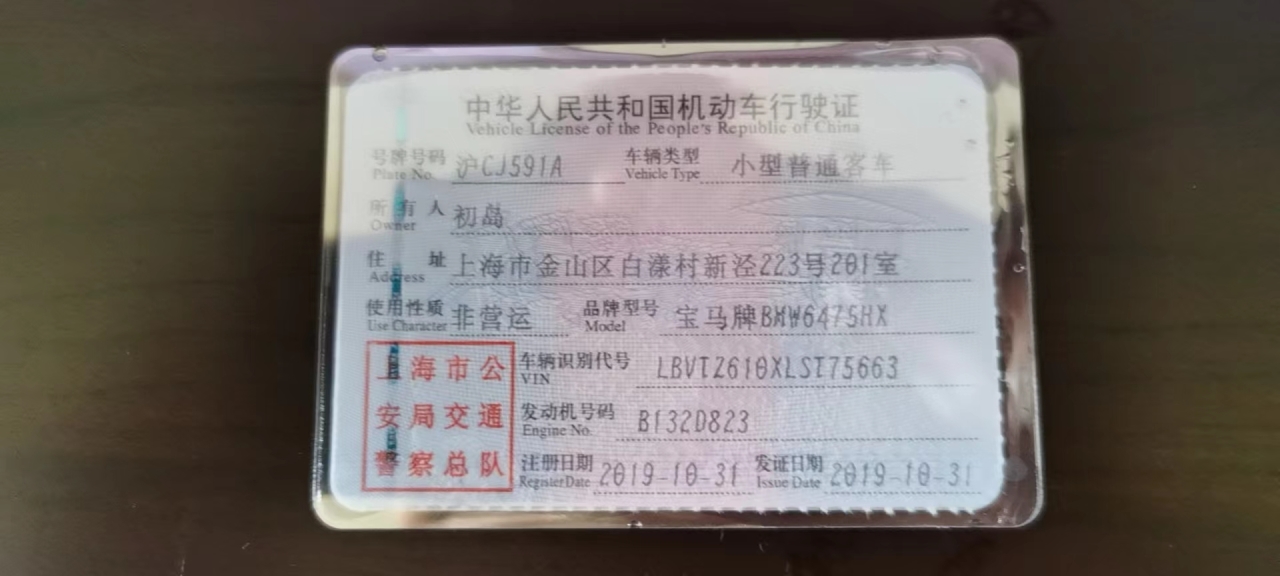 中华人民共和国机动车行驶证
Vehicle License of the People's Republic of China
号牌号码 沪CJ591A 车辆类型 小型普通客车
Plate No. Vehicle Type
所有人 初岛
Owner
住址 上海市金山区白漾村新泾223号201室
Address
使用性质 非营运 品牌型号 宝马牌BMW6475HX
Use Character Model
上海市公
安局交通
警察总队
车辆识别代号 LBVTZ610XLST75663
VIN
发动机号码 B132D823
Engine No.
注册日期 2019-10-31 发证日期 2019-10-31
Register Date Issue Date